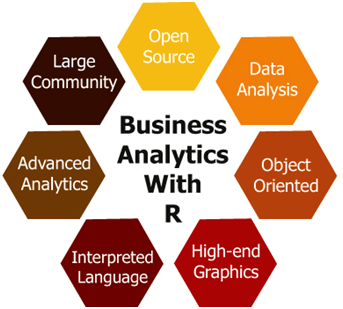 Open
Source
Large
Community
Data
Analysis
Business
Analytics
With
R
Advanced
Analytics
Object
Oriented
Interpreted
Language
High-end
Graphics